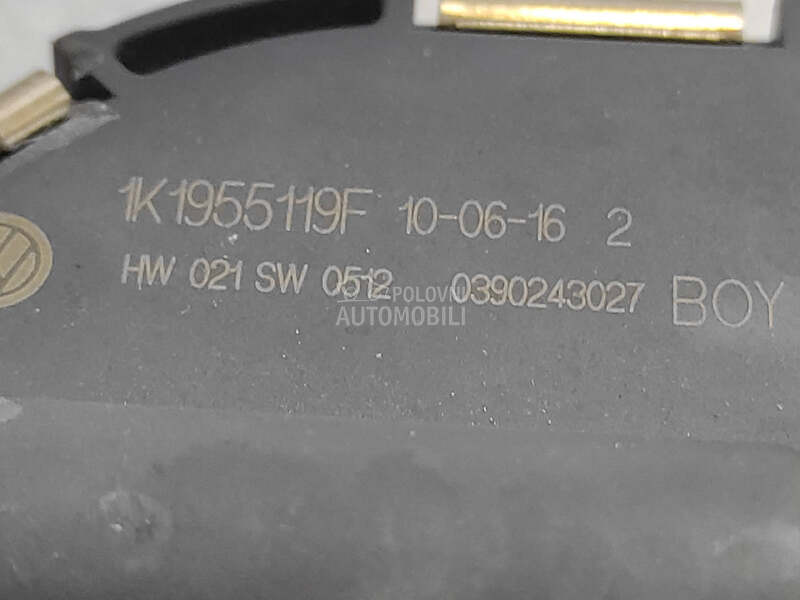 1K1955119F 10-06-16 2
HW 021 SW 0512 0390243027 BOY
POLOVNI
AUTOMOBILI